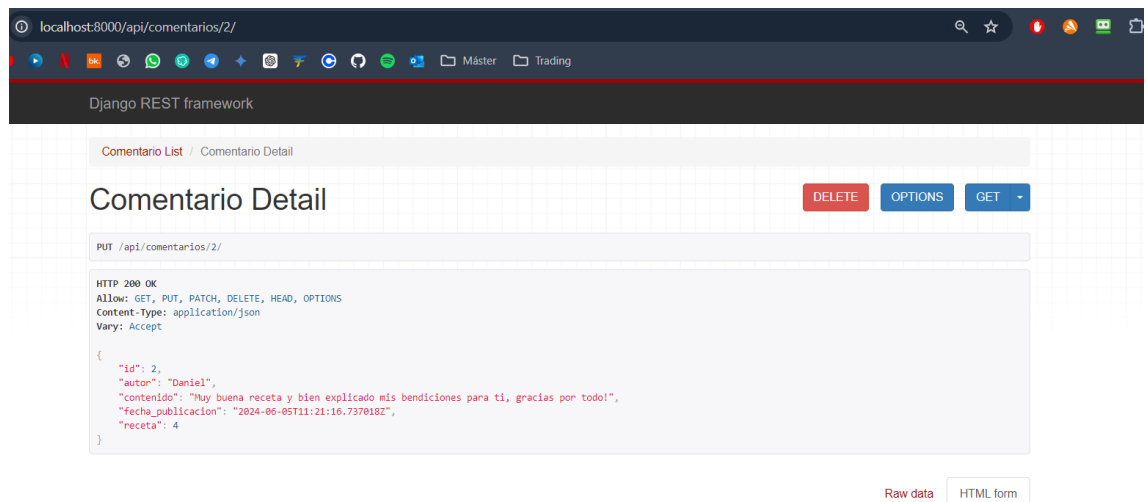 localhost:8000/api/comentarios/2/
bk. Máster Trading
Django REST framework
Comentario List / Comentario Detail
Comentario Detail
DELETE OPTIONS GET
PUT /api/comentarios/2/
HTTP 200 OK
Allow: GET, PUT, PATCH, DELETE, HEAD, OPTIONS
Content-Type: application/json
Vary: Accept
{
"id": 2,
"autor": "Daniel",
"contenido": "Muy buena receta y bien explicado mis bendiciones para ti, gracias por todo!",
"fecha_publicacion": "2024-06-05T11:21:16.737018Z",
"receta": 4
}
Raw data HTML form